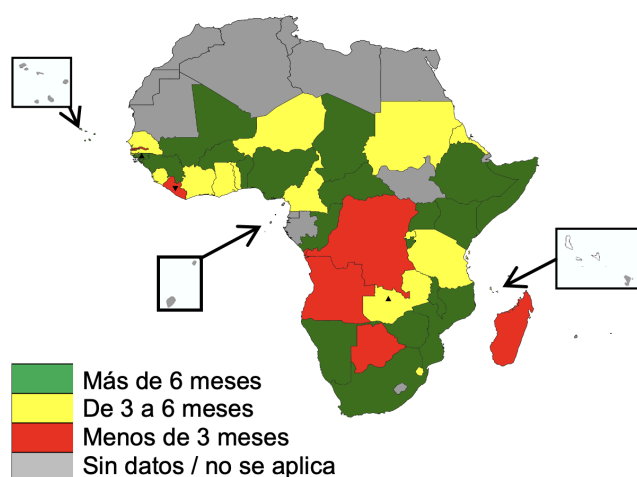 Más de 6 meses
De 3 a 6 meses
Menos de 3 meses
Sin datos / no se aplica